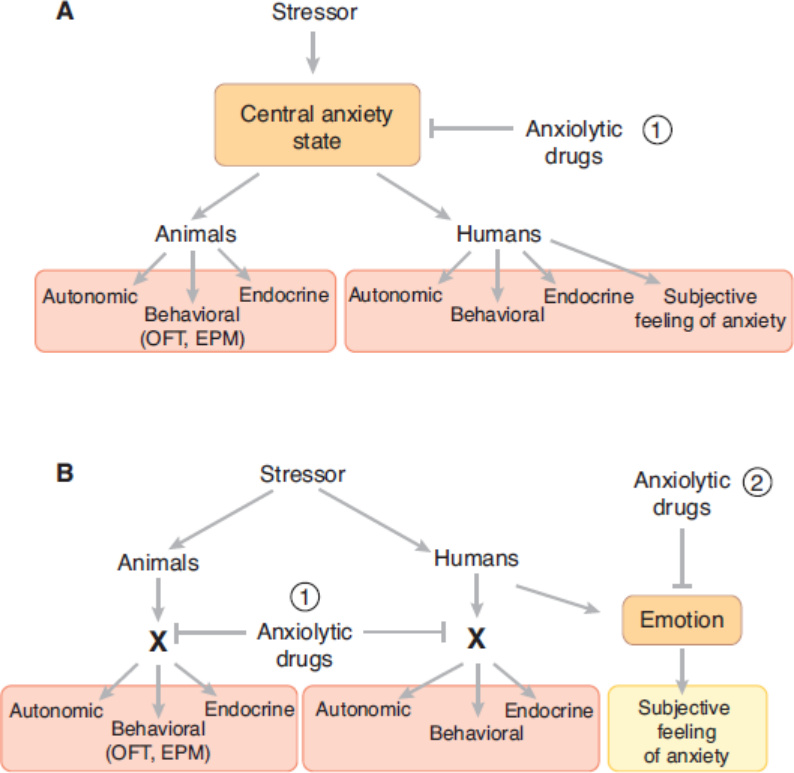 A
Stressor
Central anxiety
state
Anxiolytic
drugs
1
Animals
Humans
Autonomic
Behavioral
(OFT, EPM)
Endocrine
Autonomic
Behavioral
Endocrine
Subjective
feeling of anxiety
B
Stressor
Anxiolytic
drugs
2
Animals
Humans
1
X
Anxiolytic
drugs
X
Emotion
Autonomic
Behavioral
(OFT, EPM)
Endocrine
Autonomic
Behavioral
Endocrine
Subjective
feeling
of anxiety